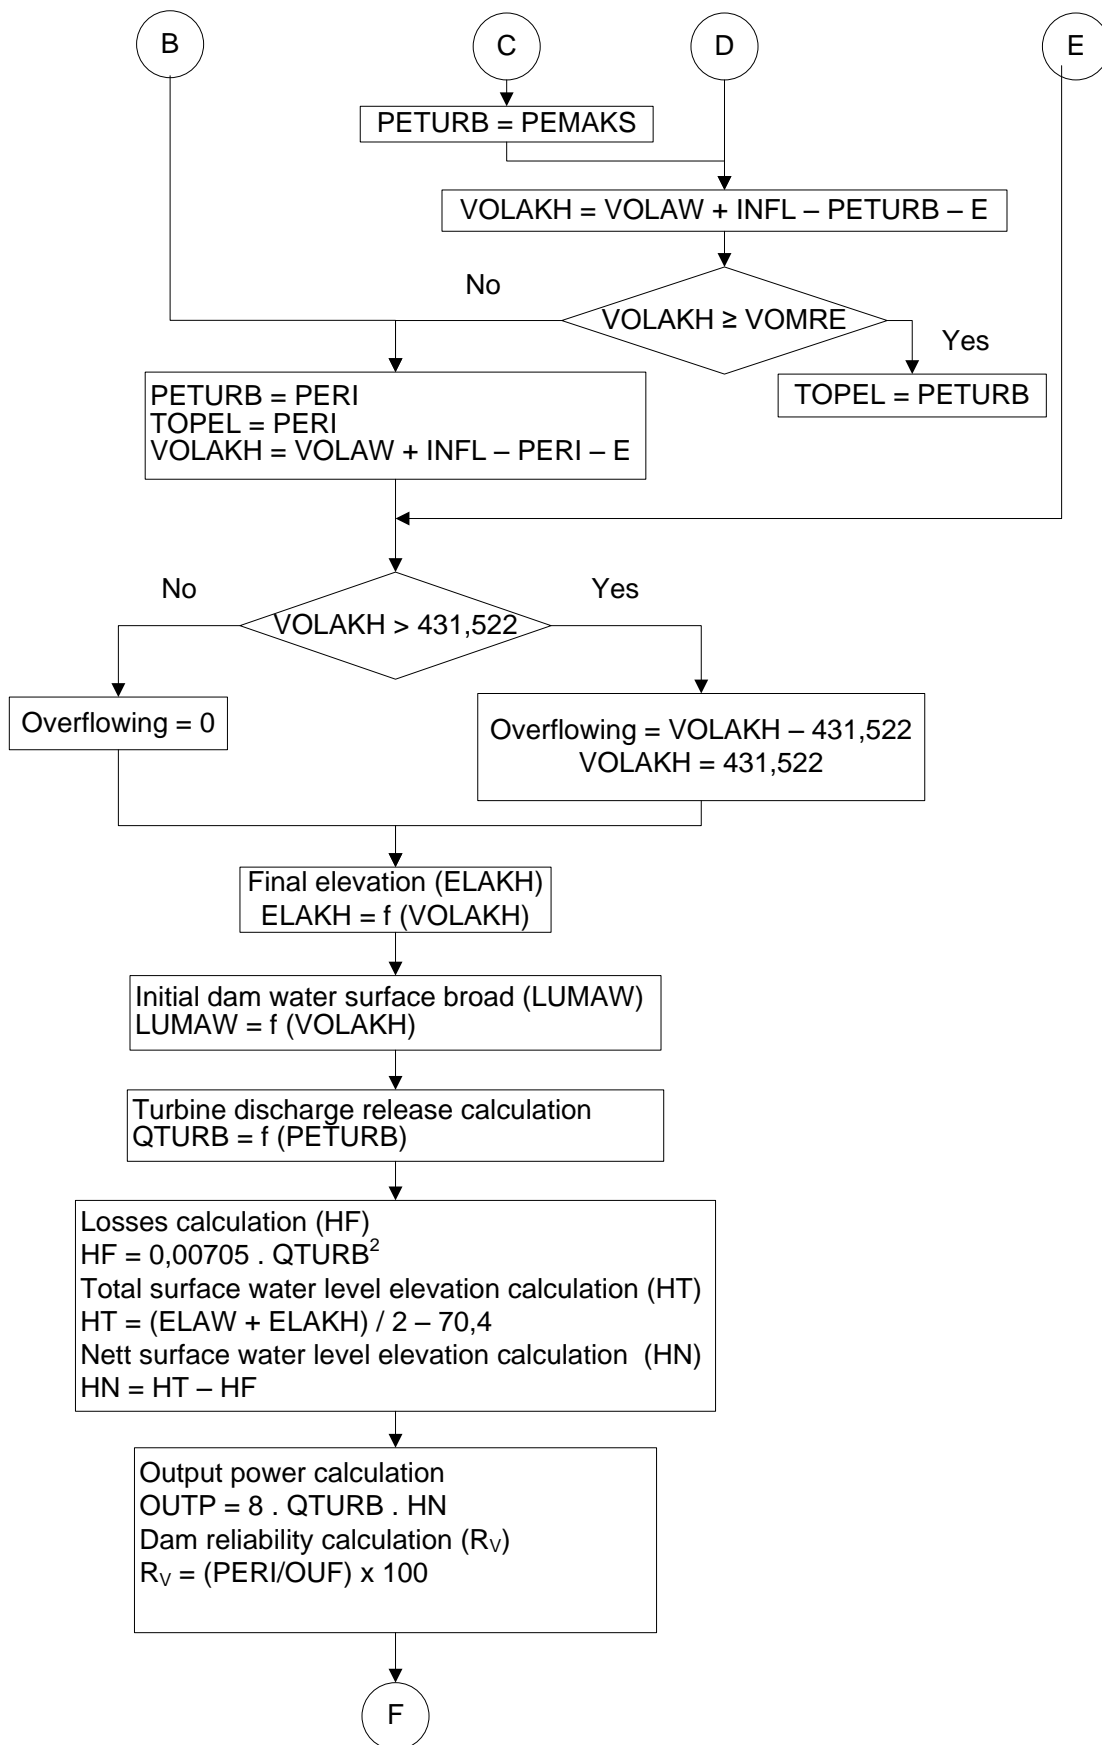 B
C
D
E
PETURB = PEMAKS
VOLAKH = VOLAW + INFL – PETURB – E
No
VOLAKH ≥ VOMRE
Yes
TOPEL = PETURB
PETURB = PERI
TOPEL = PERI
VOLAKH = VOLAW + INFL – PERI – E
No
Yes
VOLAKH > 431,522
Overflowing = 0
Overflowing = VOLAKH – 431,522
VOLAKH = 431,522
Final elevation (ELAKH)
ELAKH = f (VOLAKH)
Initial dam water surface broad (LUMAW)
LUMAW = f (VOLAKH)
Turbine discharge release calculation
QTURB = f (PETURB)
Losses calculation (HF)
HF = 0,00705 . QTURB²
Total surface water level elevation calculation (HT)
HT = (ELAW + ELAKH) / 2 – 70,4
Nett surface water level elevation calculation (HN)
HN = HT – HF
Output power calculation
OUTP = 8 . QTURB . HN
Dam reliability calculation (RV)
RV = (PERI/OUF) x 100
F